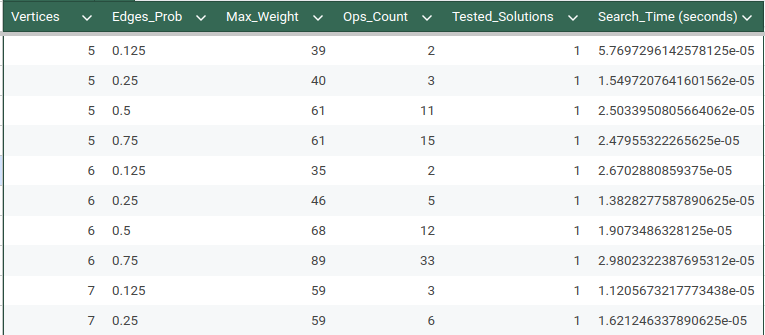 Vertices Edges_Prob Max_Weight Ops_Count Tested_Solutions Search_Time (seconds)
5 0.125 39 2 1 5.7697296142578125e-05
5 0.25 40 3 1 1.5497207641601562e-05
5 0.5 61 11 1 2.5033950805664062e-05
5 0.75 61 15 1 2.47955322265625e-05
6 0.125 35 2 1 2.6702880859375e-05
6 0.25 46 5 1 1.3828277587890625e-05
6 0.5 68 12 1 1.9073486328125e-05
6 0.75 89 33 1 2.9802322387695312e-05
7 0.125 59 3 1 1.1205673217773438e-05
7 0.25 59 6 1 1.621246337890625e-05